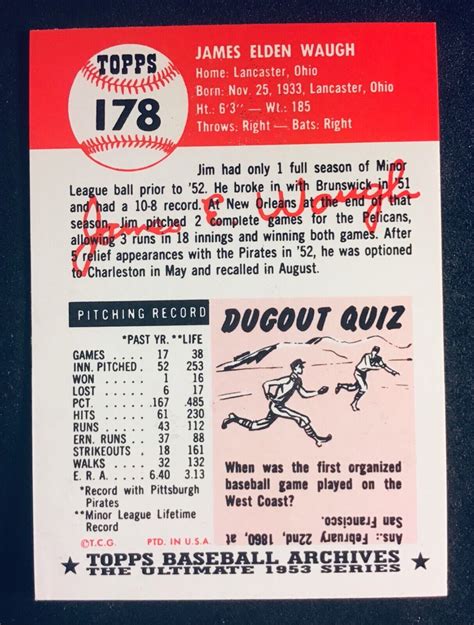 TOPPS
178
JAMES ELDEN WAUGH
Home: Lancaster, Ohio
Born: Nov. 25, 1933, Lancaster, Ohio
Ht.: 6'3" — Wt.: 185
Throws: Right — Bats: Right
Jim had only 1 full season of Minor
League ball prior to '52. He broke in with Brunswick in '51
and had a 10-8 record. At New Orleans at the end of that
season, Jim pitched 2 complete games for the Pelicans,
allowing 3 runs in 18 innings and winning both games. After
5 relief appearances with the Pirates in '52, he was optioned
to Charleston in May and recalled in August.
James E. Waugh
PITCHING RECORD
*PAST YR. **LIFE
GAMES . . . . 17 38
INN. PITCHED . 52 253
WON . . . . . 1 16
LOST . . . . . 6 17
PCT. . . . . .167 .485
HITS . . . . . 61 230
RUNS . . . . . 43 112
ERN. RUNS . . 37 88
STRIKEOUTS . . 18 161
WALKS . . . . 32 132
E. R. A. . . . 6.40 3.13
*Record with Pittsburgh
Pirates
**Minor League Lifetime
Record
©T.C.G. PTD. IN U.S.A.
DUGOUT QUIZ
When was the first organized
baseball game played on the
West Coast?
Ans.: February 22nd, 1860, at
San Francisco.
★ TOPPS BASEBALL ARCHIVES ★
THE ULTIMATE 1953 SERIES